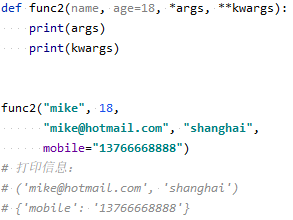 def func2(name, age=18, *args, **kwargs):
    print(args)
    print(kwargs)
func2("mike", 18,
      "mike@hotmail.com", "shanghai",
      mobile="13766668888")
# 打印信息：
# ('mike@hotmail.com', 'shanghai')
# {'mobile': '13766668888'}